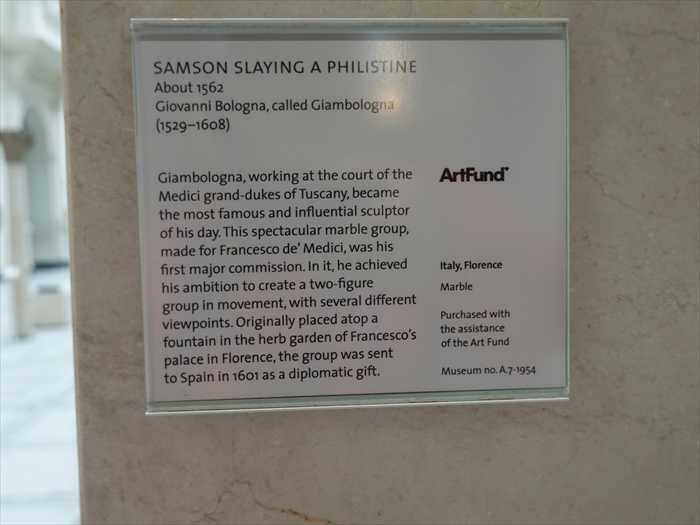 SAMSON SLAYING A PHILISTINE
About 1562
Giovanni Bologna, called Giambologna
(1529–1608)
Giambologna, working at the court of the
Medici grand-dukes of Tuscany, became
the most famous and influential sculptor
of his day. This spectacular marble group,
made for Francesco de' Medici, was his
first major commission. In it, he achieved
his ambition to create a two-figure
group in movement, with several different
viewpoints. Originally placed atop a
fountain in the herb garden of Francesco's
palace in Florence, the group was sent
to Spain in 1601 as a diplomatic gift.
ArtFund
Italy, Florence
Marble
Purchased with
the assistance
of the Art Fund
Museum no. A.7-1954